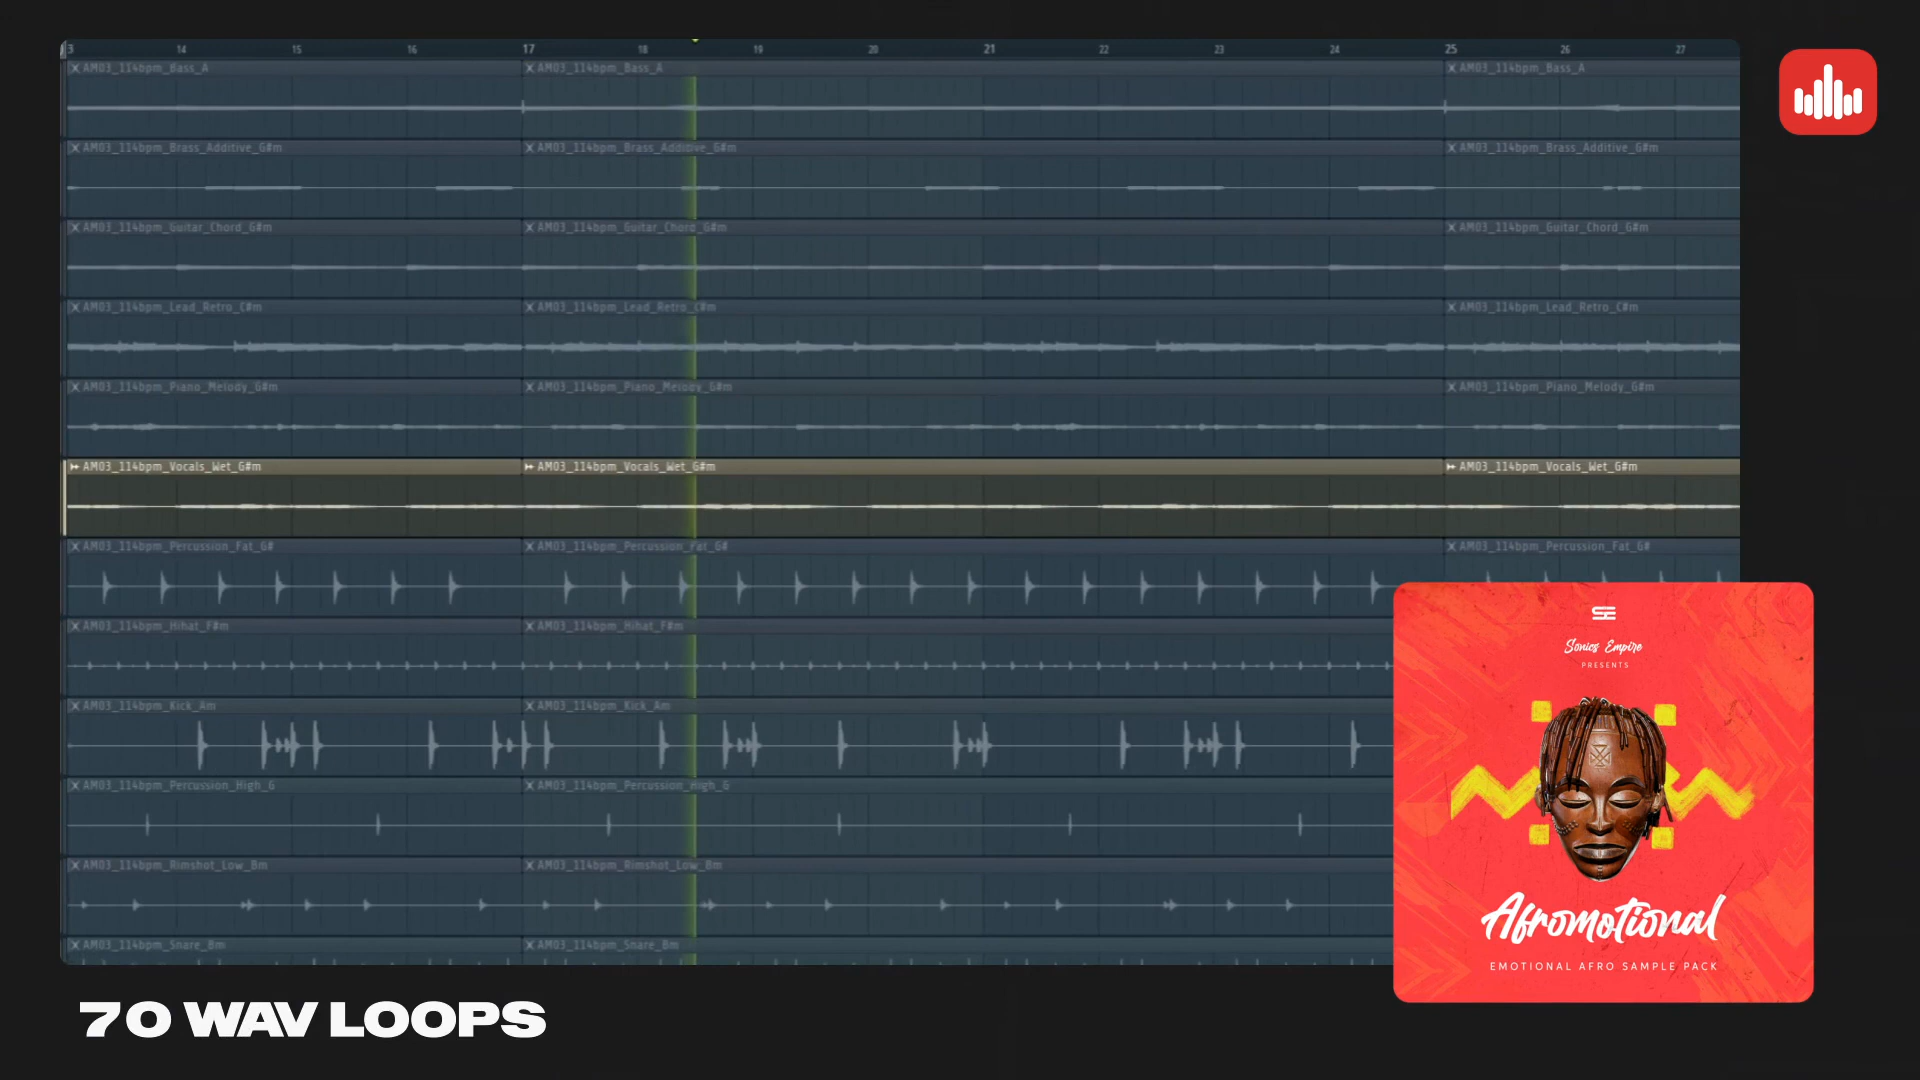 3 14 15 16 17 18 19 20 21 22 23 24 25 26 27
AM03_114bpm_Bass_A AM03_114bpm_Bass_A AM03_114bpm_Bass_A
AM03_114bpm_Brass_Additive_G#m AM03_114bpm_Brass_Additive_G#m AM03_114bpm_Brass_Additive_G#m
AM03_114bpm_Guitar_Chord_G#m AM03_114bpm_Guitar_Chord_G#m AM03_114bpm_Guitar_Chord_G#m
AM03_114bpm_Lead_Retro_C#m AM03_114bpm_Lead_Retro_C#m AM03_114bpm_Lead_Retro_C#m
AM03_114bpm_Piano_Melody_G#m AM03_114bpm_Piano_Melody_G#m AM03_114bpm_Piano_Melody_G#m
AM03_114bpm_Vocals_Wet_G#m AM03_114bpm_Vocals_Wet_G#m AM03_114bpm_Vocals_Wet_G#m
AM03_114bpm_Percussion_Fat_G# AM03_114bpm_Percussion_Fat_G# AM03_114bpm_Percussion_Fat_G#
AM03_114bpm_Hihat_F#m AM03_114bpm_Hihat_F#m
AM03_114bpm_Kick_Am AM03_114bpm_Kick_Am
AM03_114bpm_Percussion_High_G AM03_114bpm_Percussion_High_G
AM03_114bpm_Rimshot_Low_Bm AM03_114bpm_Rimshot_Low_Bm
AM03_114bpm_Snare_Bm AM03_114bpm_Snare_Bm
SE
Sonics Empire
PRESENTS
Afromotional
EMOTIONAL AFRO SAMPLE PACK
70 WAV LOOPS